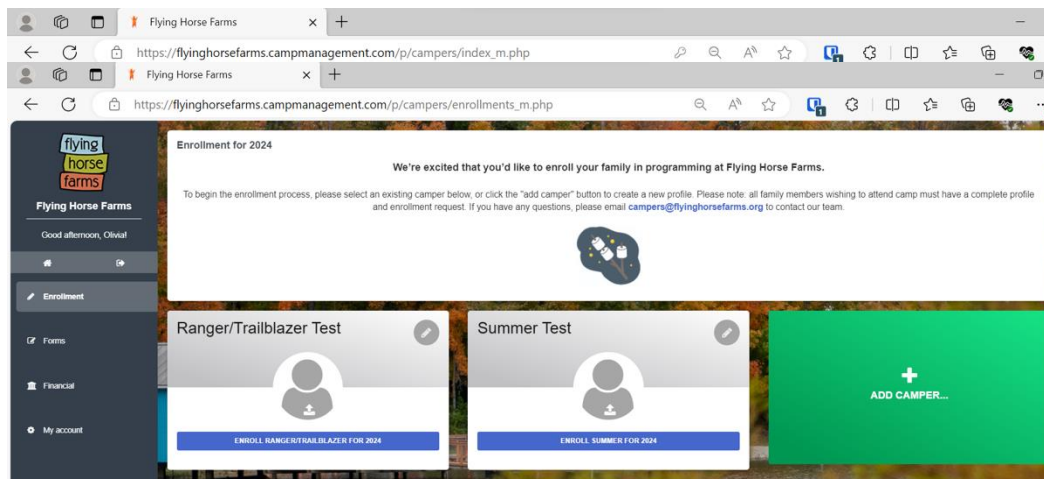 Flying Horse Farms
https://flyinghorsefarms.campmanagement.com/p/campers/index_m.php
Flying Horse Farms
https://flyinghorsefarms.campmanagement.com/p/campers/enrollments_m.php
flying
horse
farms
Flying Horse Farms
Good afternoon, Olivia!
Enrollment
Forms
Financial
My account
Enrollment for 2024
We're excited that you'd like to enroll your family in programming at Flying Horse Farms.
To begin the enrollment process, please select an existing camper below, or click the "add camper" button to create a new profile. Please note: all family members wishing to attend camp must have a complete profile
and enrollment request. If you have any questions, please email campers@flyinghorsefarms.org to contact our team.
Ranger/Trailblazer Test
ENROLL RANGER/TRAILBLAZER FOR 2024
Summer Test
ENROLL SUMMER FOR 2024
ADD CAMPER...